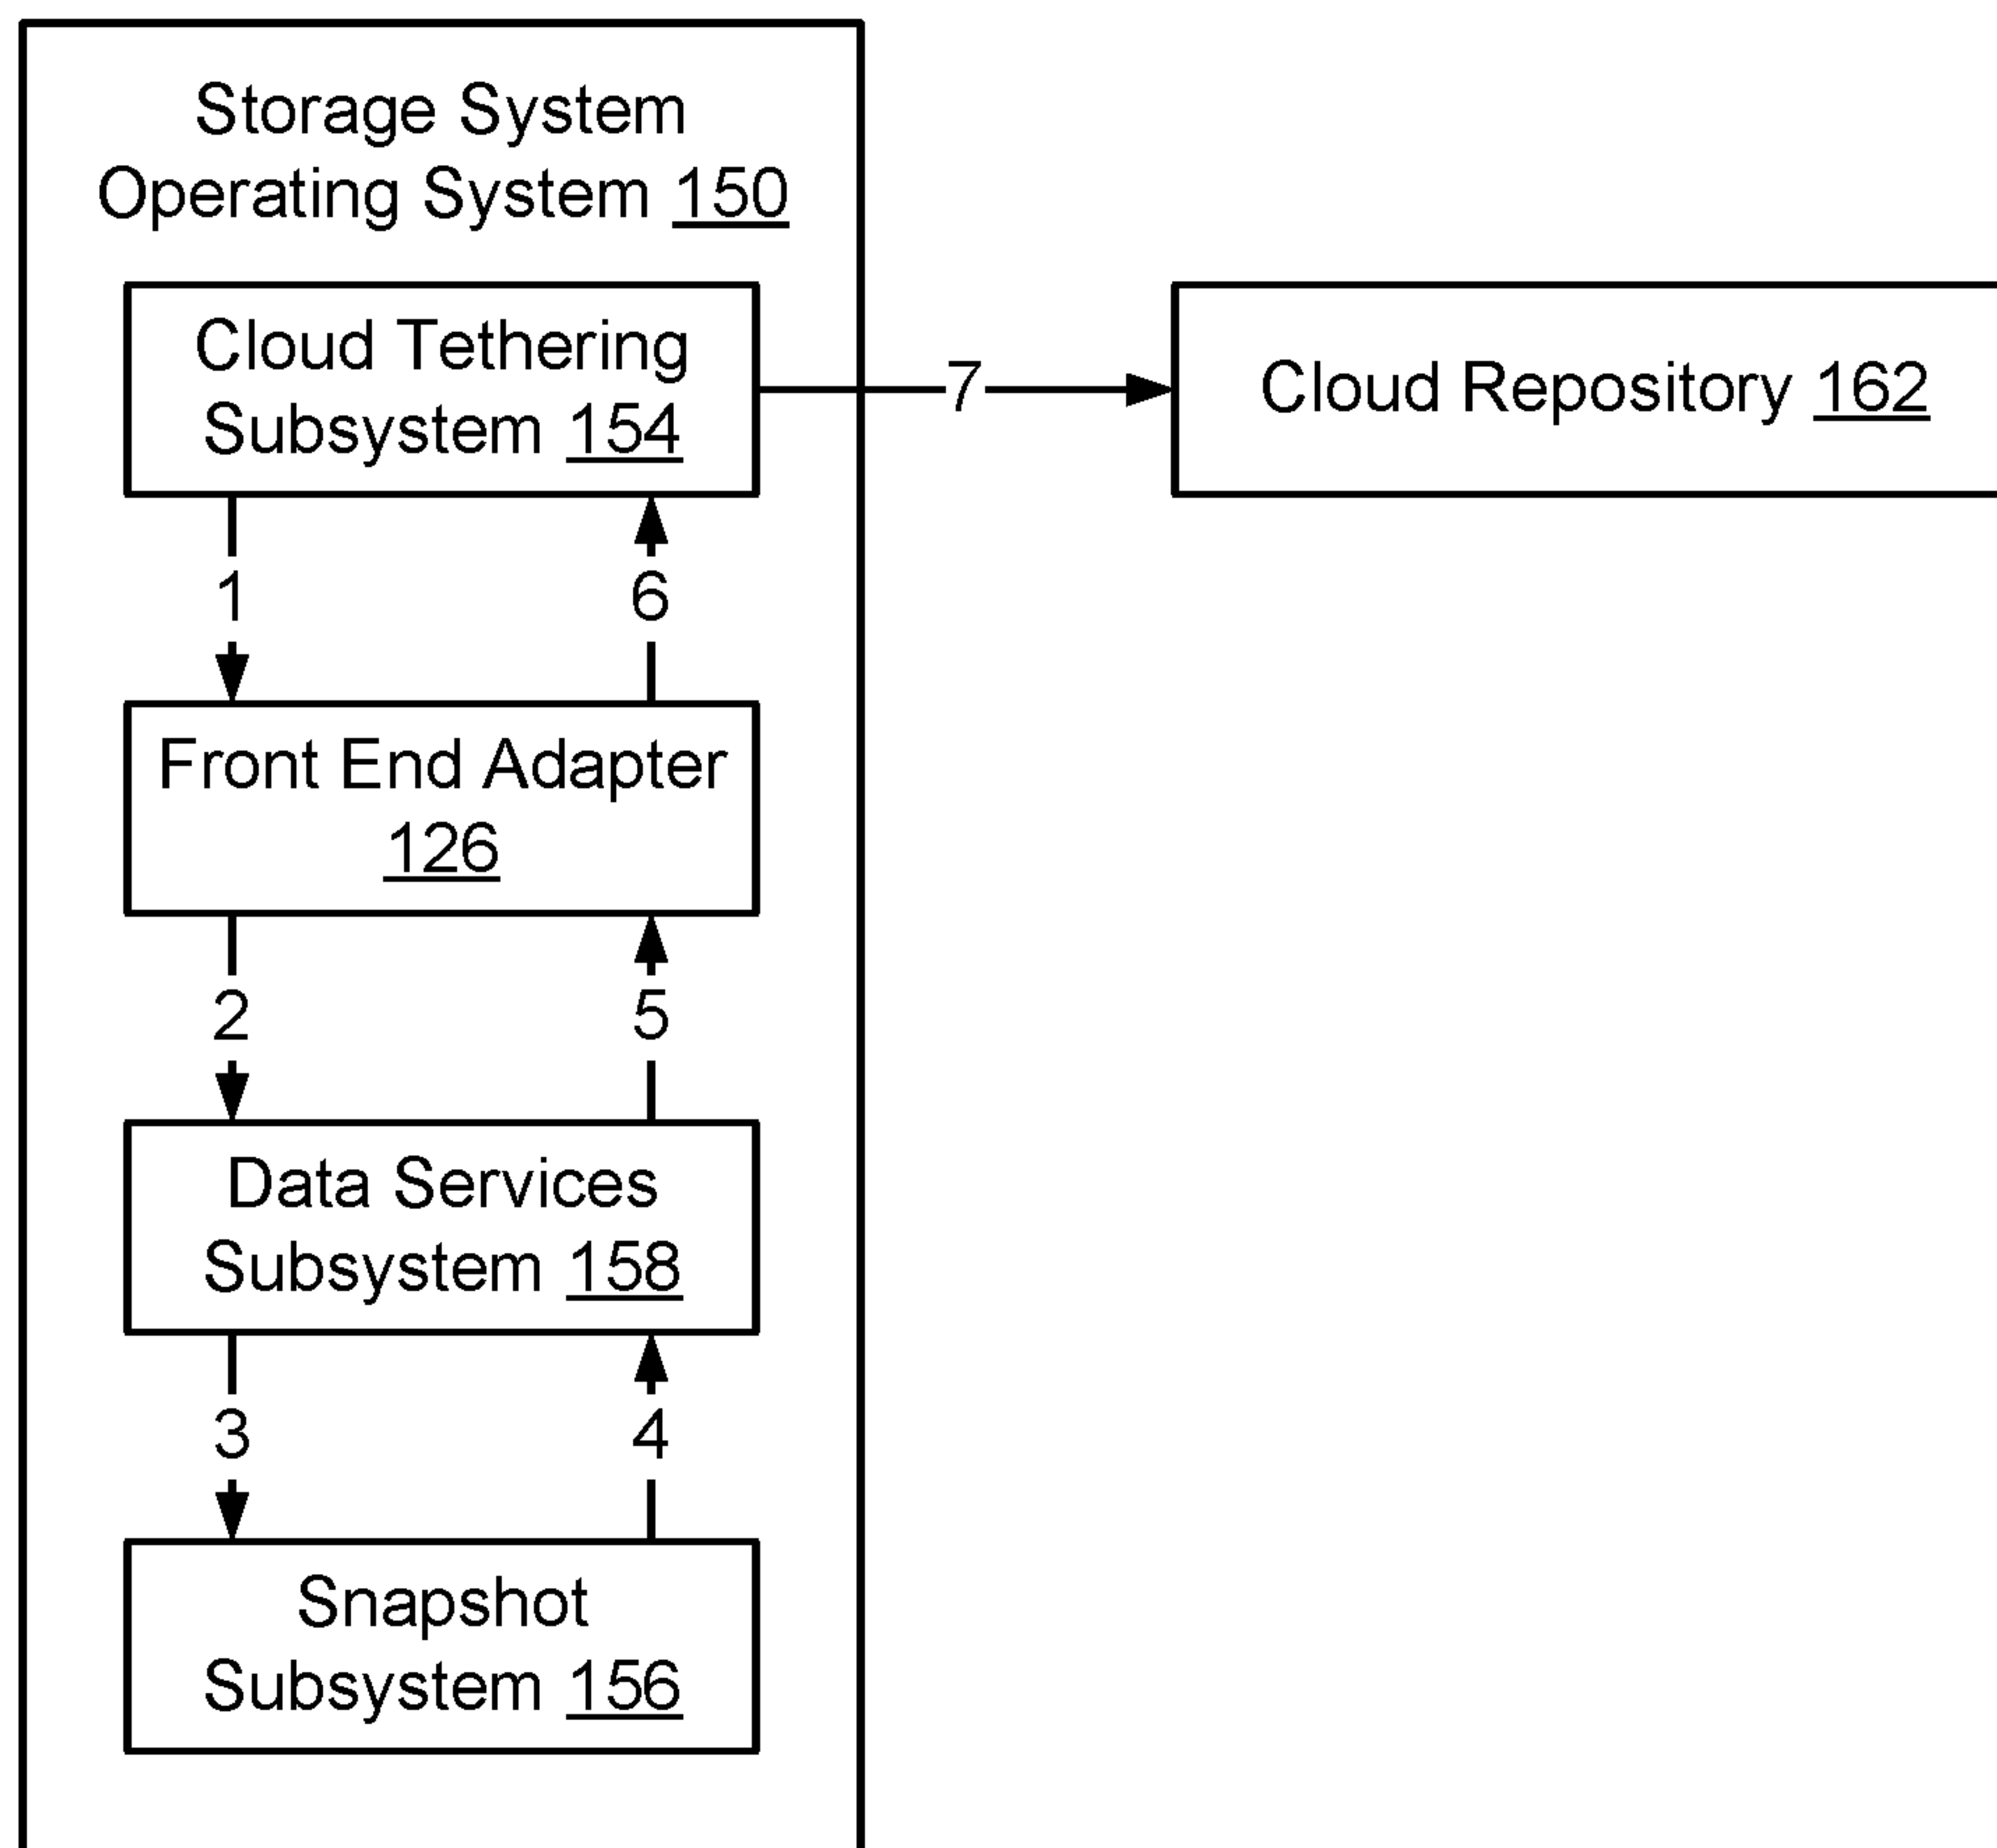 Storage System
Operating System 150
Cloud Tethering
Subsystem 154
7
Cloud Repository 162
1
6
Front End Adapter
126
2
5
Data Services
Subsystem 158
3
4
Snapshot
Subsystem 156